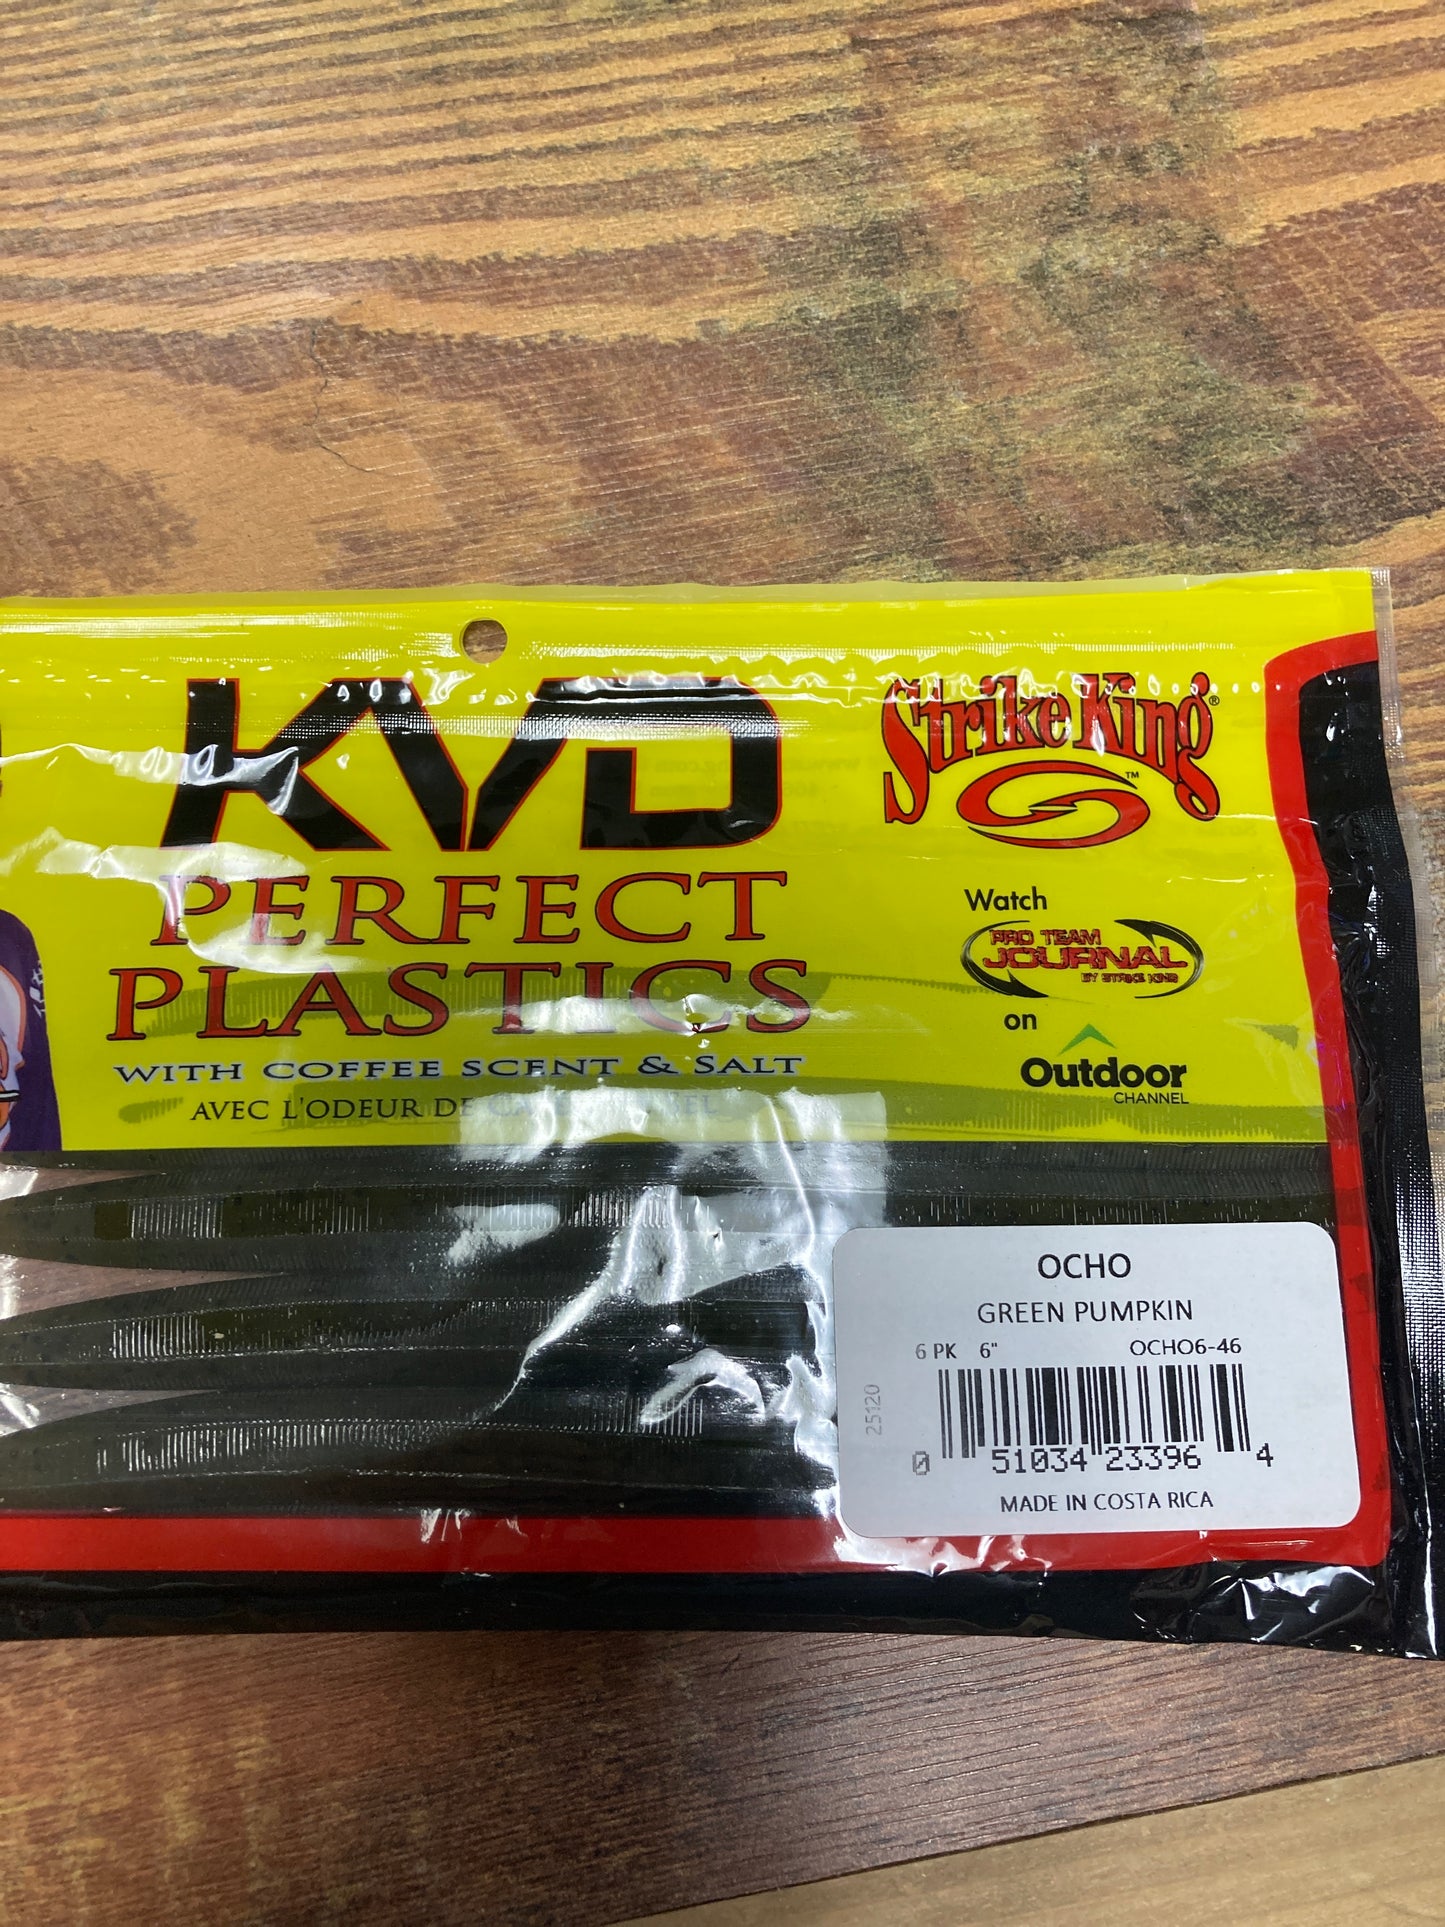 KVD
PERFECT
PLASTICS
WITH COFFEE SCENT & SALT
AVEC L'ODEUR DE
Strike King®
™
Watch
PRO TEAM
JOURNAL
BY STRIKE KING
on
Outdoor
CHANNEL
OCHO
GREEN PUMPKIN
6 PK 6" OCHO6-46
25120
0 51034 23396 4
MADE IN COSTA RICA